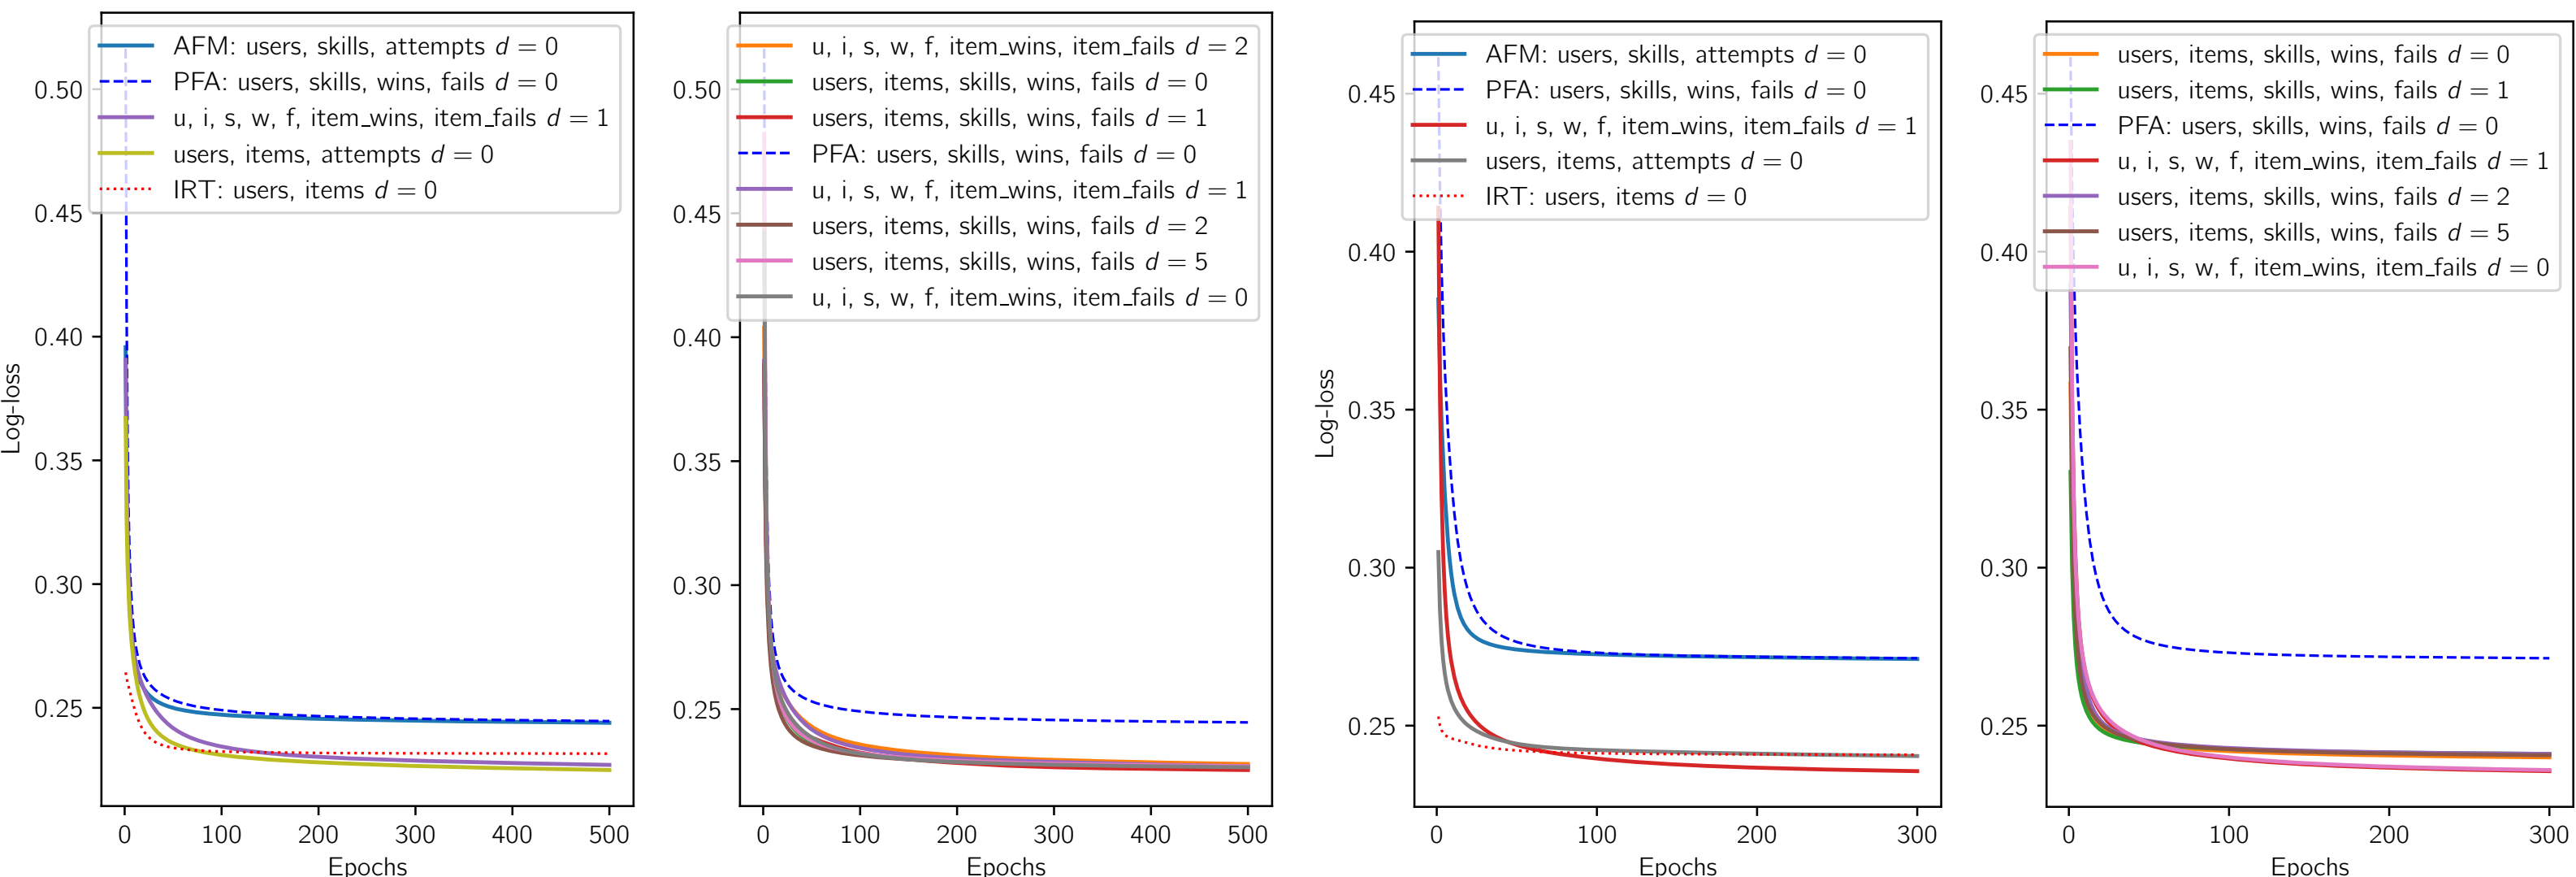 AFM: users, skills, attempts d = 0
PFA: users, skills, wins, fails d = 0
u, i, s, w, f, item_wins, item_fails d = 1
users, items, attempts d = 0
IRT: users, items d = 0
0.50
0.45
0.40
0.35
0.30
0.25
Log-loss
0 100 200 300 400 500
Epochs
u, i, s, w, f, item_wins, item_fails d = 2
users, items, skills, wins, fails d = 0
users, items, skills, wins, fails d = 1
PFA: users, skills, wins, fails d = 0
u, i, s, w, f, item_wins, item_fails d = 1
users, items, skills, wins, fails d = 2
users, items, skills, wins, fails d = 5
u, i, s, w, f, item_wins, item_fails d = 0
0.50
0.45
0.40
0.35
0.30
0.25
0 100 200 300 400 500
Epochs
AFM: users, skills, attempts d = 0
PFA: users, skills, wins, fails d = 0
u, i, s, w, f, item_wins, item_fails d = 1
users, items, attempts d = 0
IRT: users, items d = 0
0.45
0.40
0.35
0.30
0.25
Log-loss
0 100 200 300
Epochs
users, items, skills, wins, fails d = 0
users, items, skills, wins, fails d = 1
PFA: users, skills, wins, fails d = 0
u, i, s, w, f, item_wins, item_fails d = 1
users, items, skills, wins, fails d = 2
users, items, skills, wins, fails d = 5
u, i, s, w, f, item_wins, item_fails d = 0
0.45
0.40
0.35
0.30
0.25
0 100 200 300
Epochs